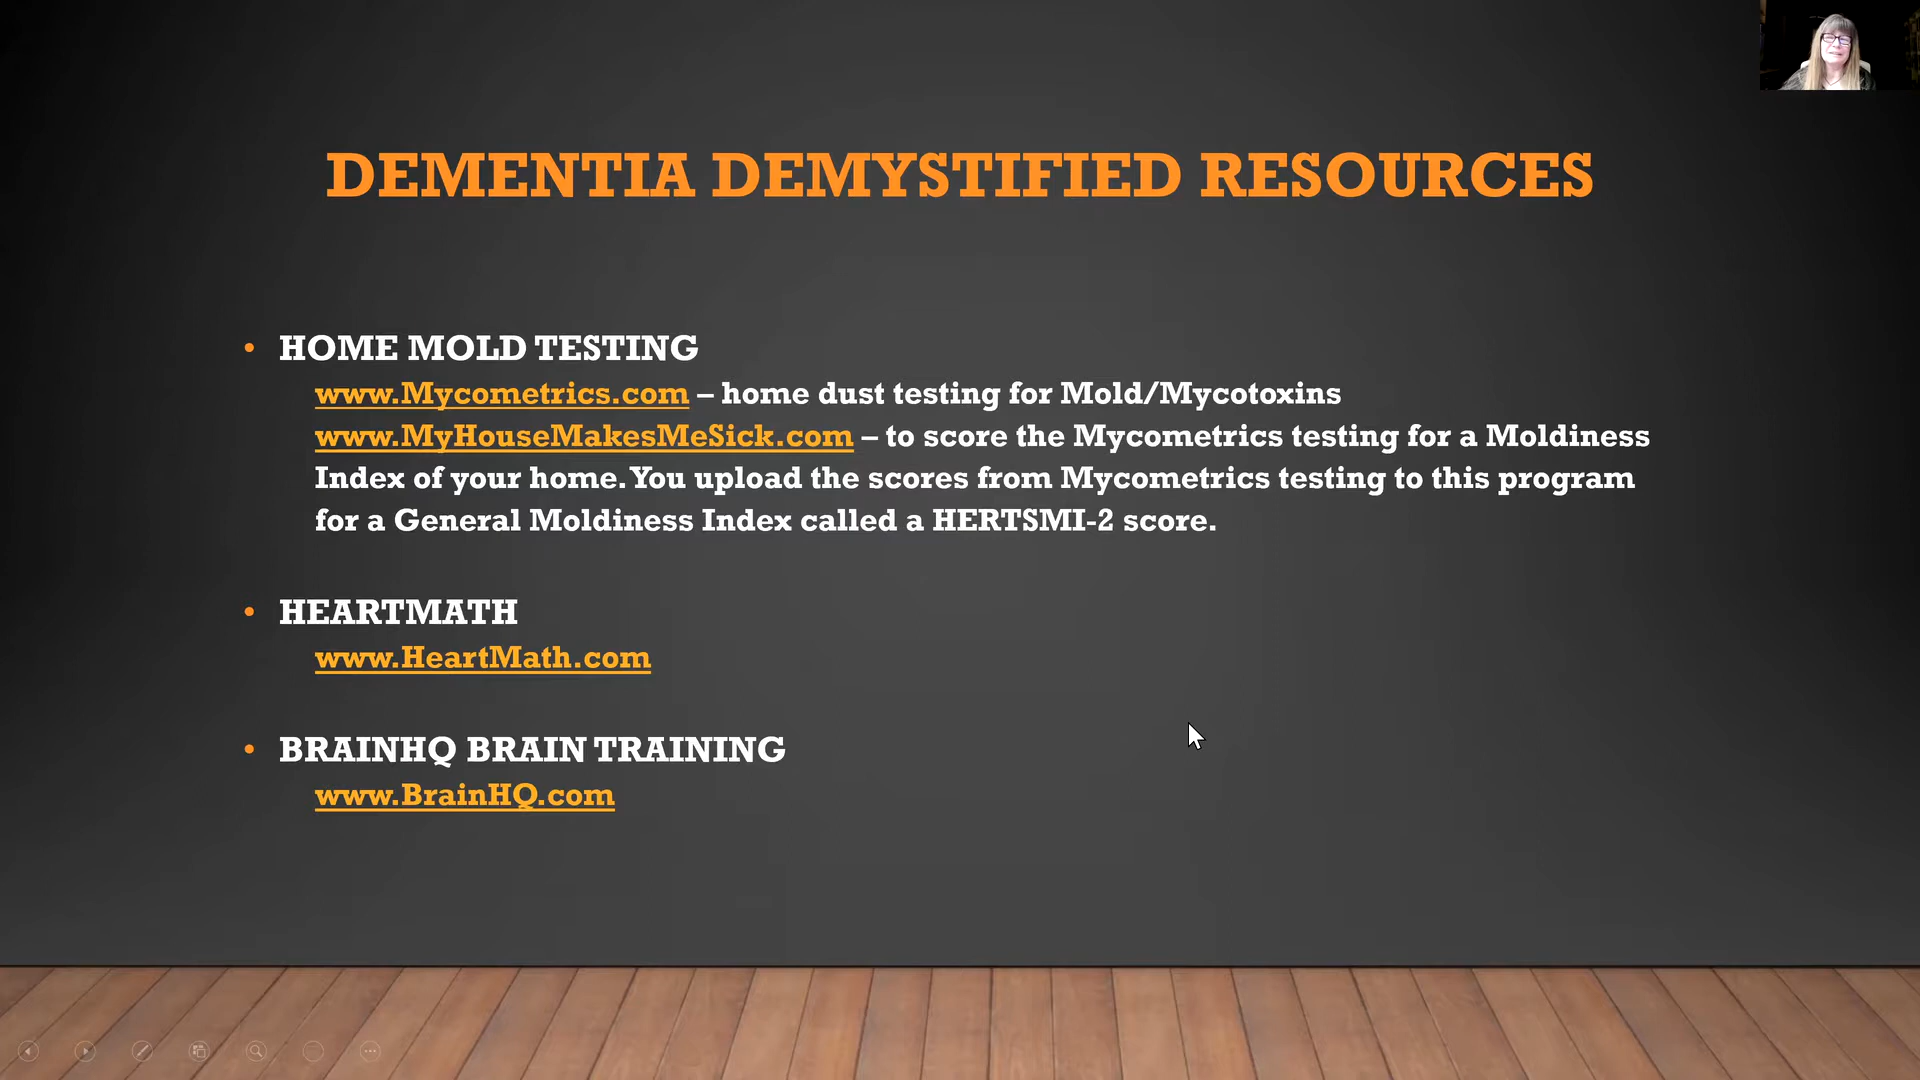 DEMENTIA DEMYSTIFIED RESOURCES
• HOME MOLD TESTING
www.Mycometrics.com – home dust testing for Mold/Mycotoxins
www.MyHouseMakesMeSick.com – to score the Mycometrics testing for a Moldiness
Index of your home. You upload the scores from Mycometrics testing to this program
for a General Moldiness Index called a HERTSMI-2 score.
• HEARTMATH
www.HeartMath.com
• BRAINHQ BRAIN TRAINING
www.BrainHQ.com